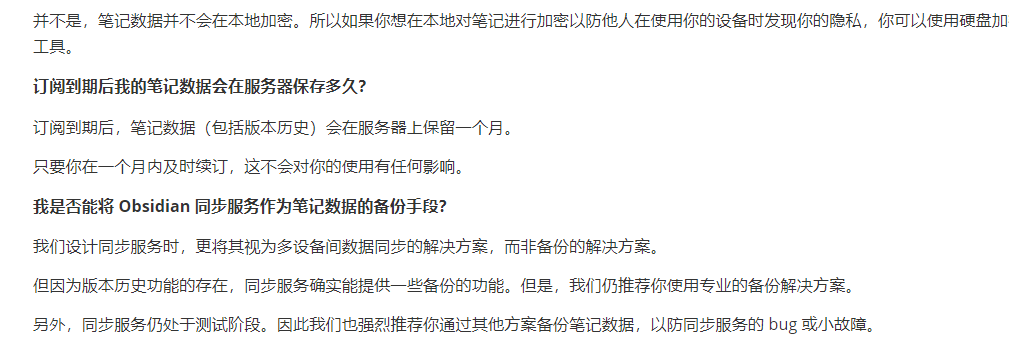 并不是，笔记数据并不会在本地加密。所以如果你想在本地对笔记进行加密以防他人在使用你的设备时发现你的隐私，你可以使用硬盘加
工具。
订阅到期后我的笔记数据会在服务器保存多久？
订阅到期后，笔记数据（包括版本历史）会在服务器上保留一个月。
只要你在一个月内及时续订，这不会对你的使用有任何影响。
我是否能将 Obsidian 同步服务作为笔记数据的备份手段？
我们设计同步服务时，更将其视为多设备间数据同步的解决方案，而非备份的解决方案。
但因为版本历史功能的存在，同步服务确实能提供一些备份的功能。但是，我们仍推荐你使用专业的备份解决方案。
另外，同步服务仍处于测试阶段。因此我们也强烈推荐你通过其他方案备份笔记数据，以防同步服务的 bug 或小故障。